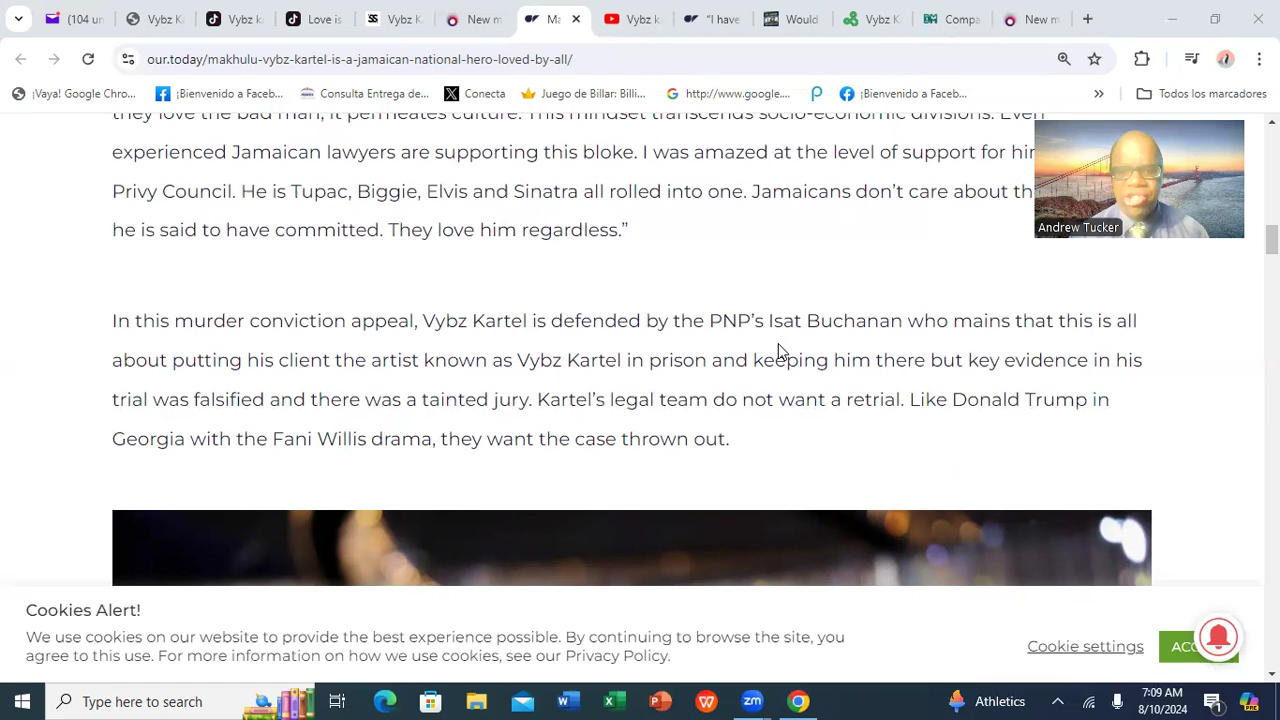 (104 un
Vybz K
Vybz k
Love is
Vybz K
New m
Ma
Vybz k
"I have
Would
Vybz K
Compa
New m
our.today/makhulu-vybz-kartel-is-a-jamaican-national-hero-loved-by-all/
¡Vaya! Google Chro...
¡Bienvenido a Faceb...
Consulta Entrega de...
Conecta
Juego de Billar: Billi...
http://www.google....
¡Bienvenido a Faceb...
»
Todos los marcadores
they love the bad man, it permeates culture. This mindset transcends socio-economic divisions. Even
experienced Jamaican lawyers are supporting this bloke. I was amazed at the level of support for hir
Privy Council. He is Tupac, Biggie, Elvis and Sinatra all rolled into one. Jamaicans don't care about th
he is said to have committed. They love him regardless."
Andrew Tucker
In this murder conviction appeal, Vybz Kartel is defended by the PNP's Isat Buchanan who mains that this is all
about putting his client the artist known as Vybz Kartel in prison and keeping him there but key evidence in his
trial was falsified and there was a tainted jury. Kartel's legal team do not want a retrial. Like Donald Trump in
Georgia with the Fani Willis drama, they want the case thrown out.
Cookies Alert!
We use cookies on our website to provide the best experience possible. By continuing to browse the site, you
agree to this use. For more information on how we use cookies, see our Privacy Policy.
Cookie settings
ACC
Type here to search
Athletics
7:09 AM
8/10/2024